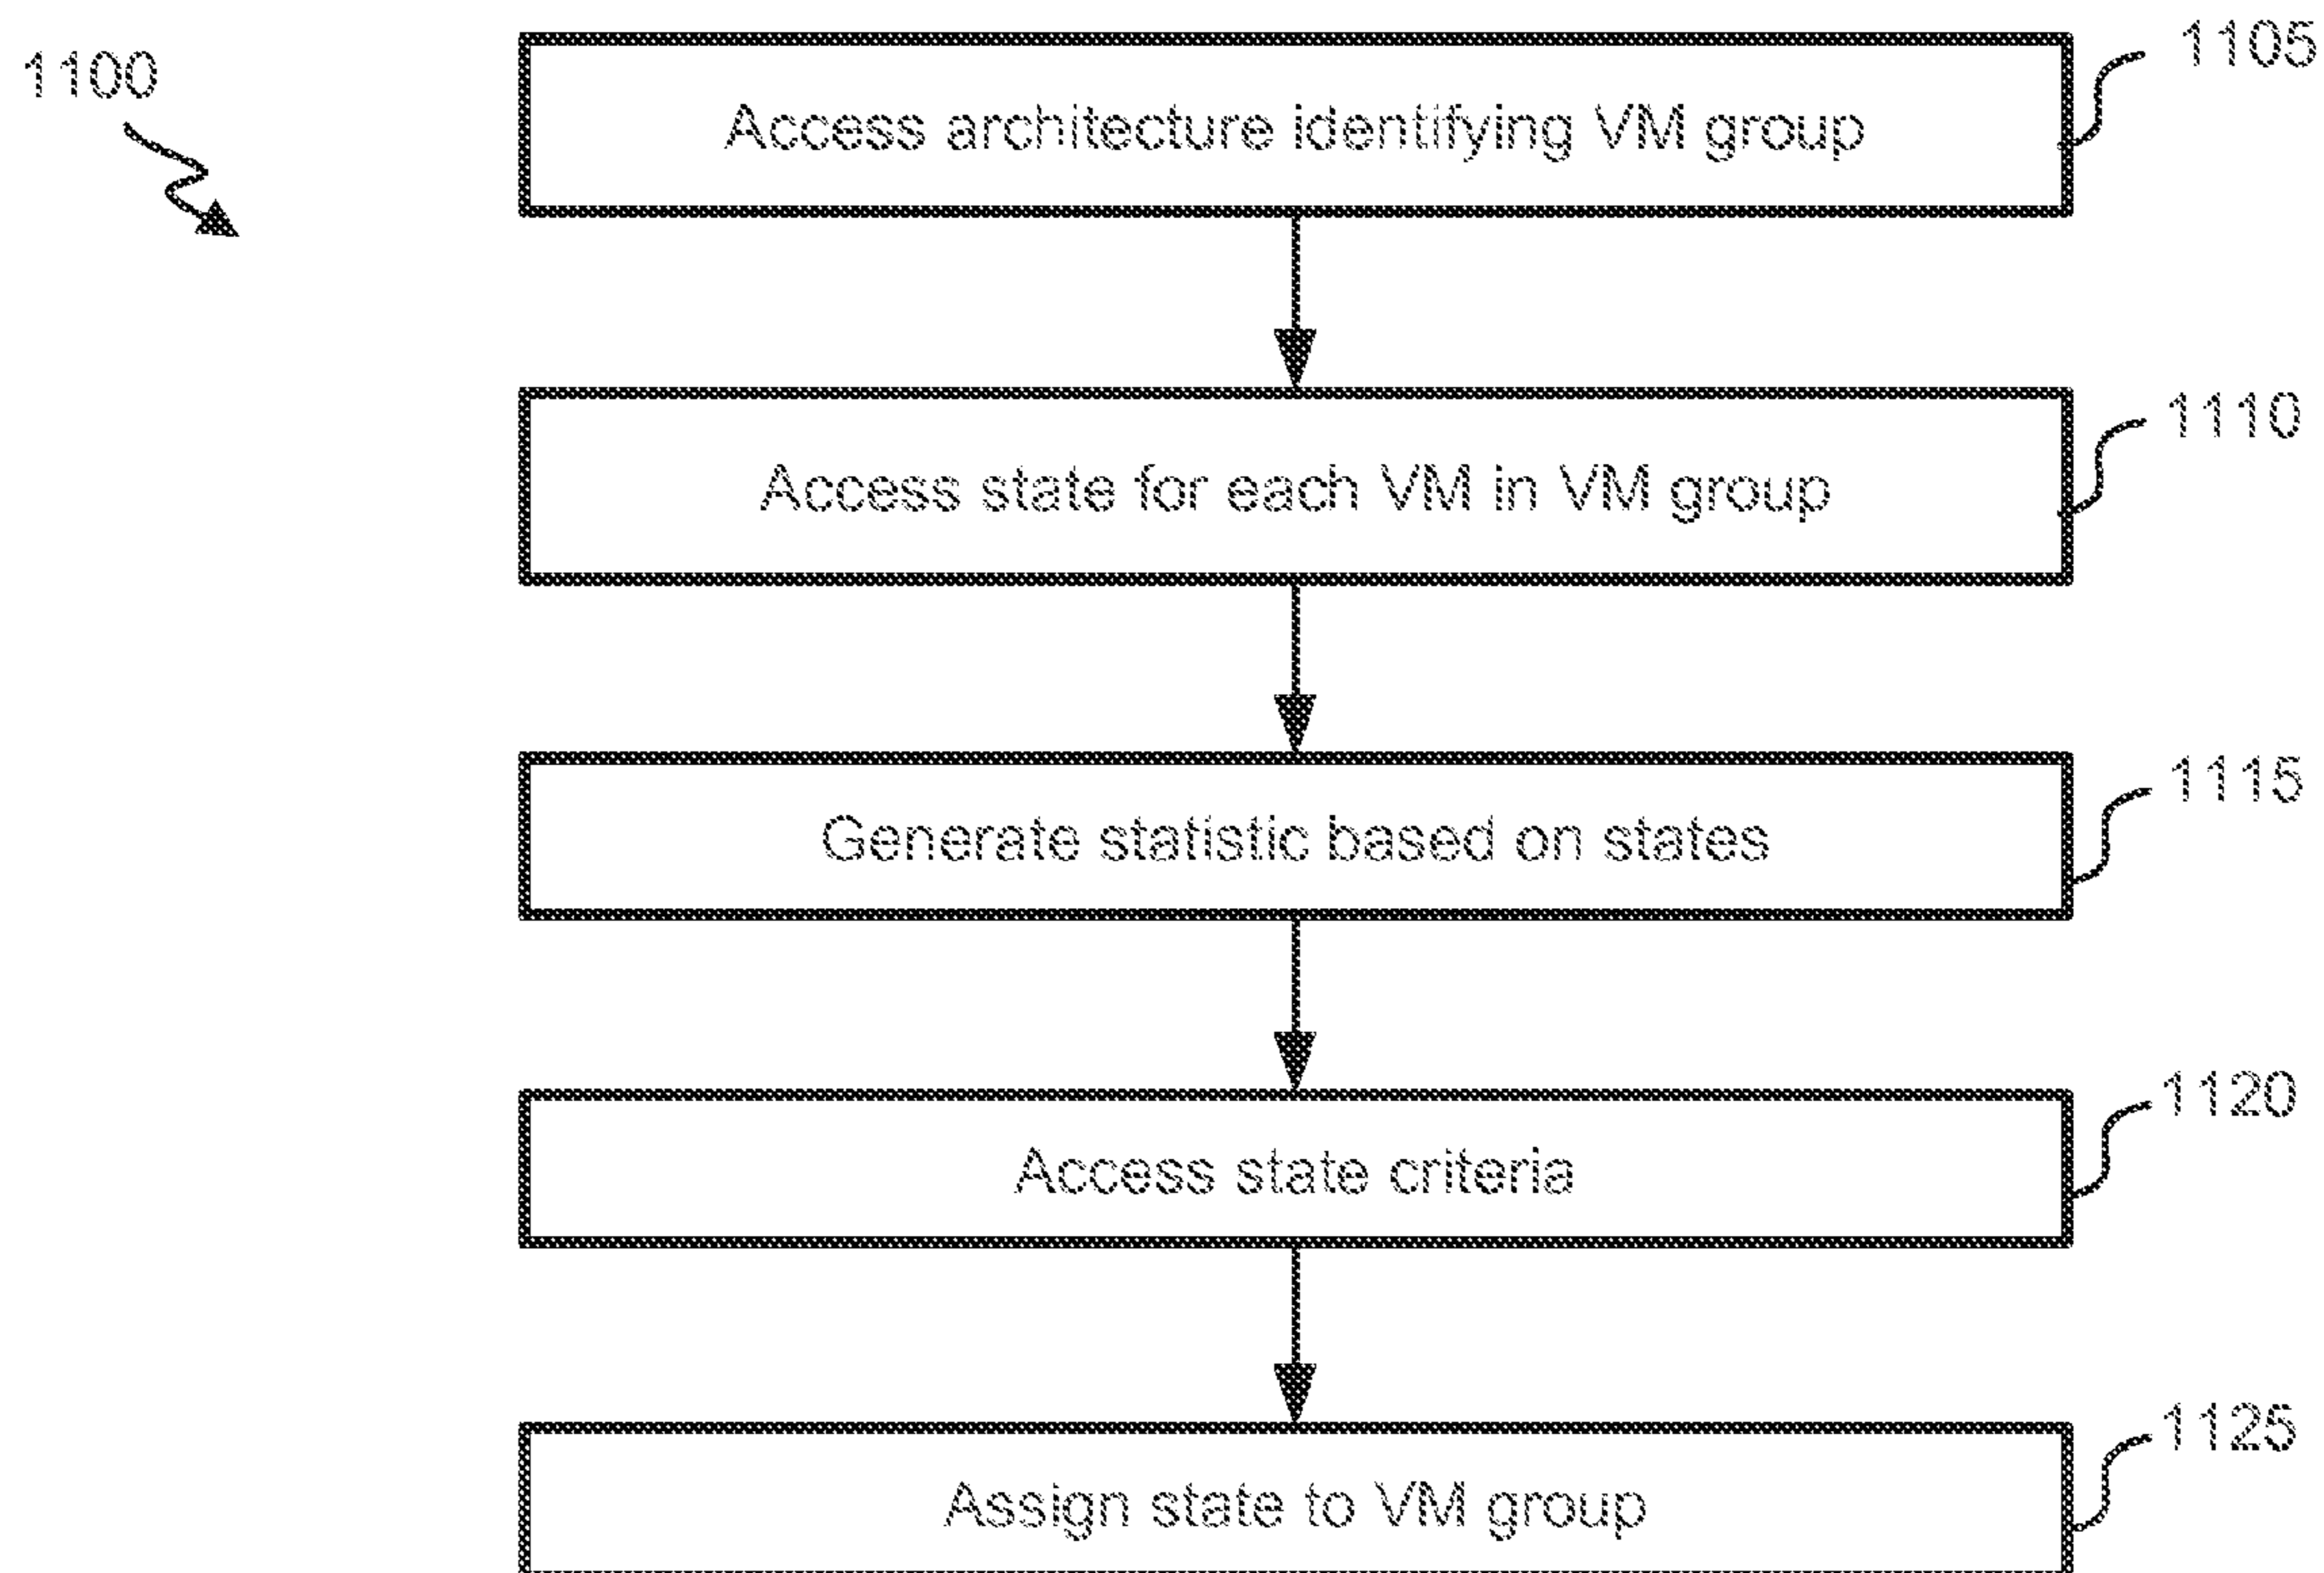 1100
Access architecture identifying VM group
1105
Access state for each VM in VM group
1110
Generate statistic based on states
1115
Access state criteria
1120
Assign state to VM group
1125